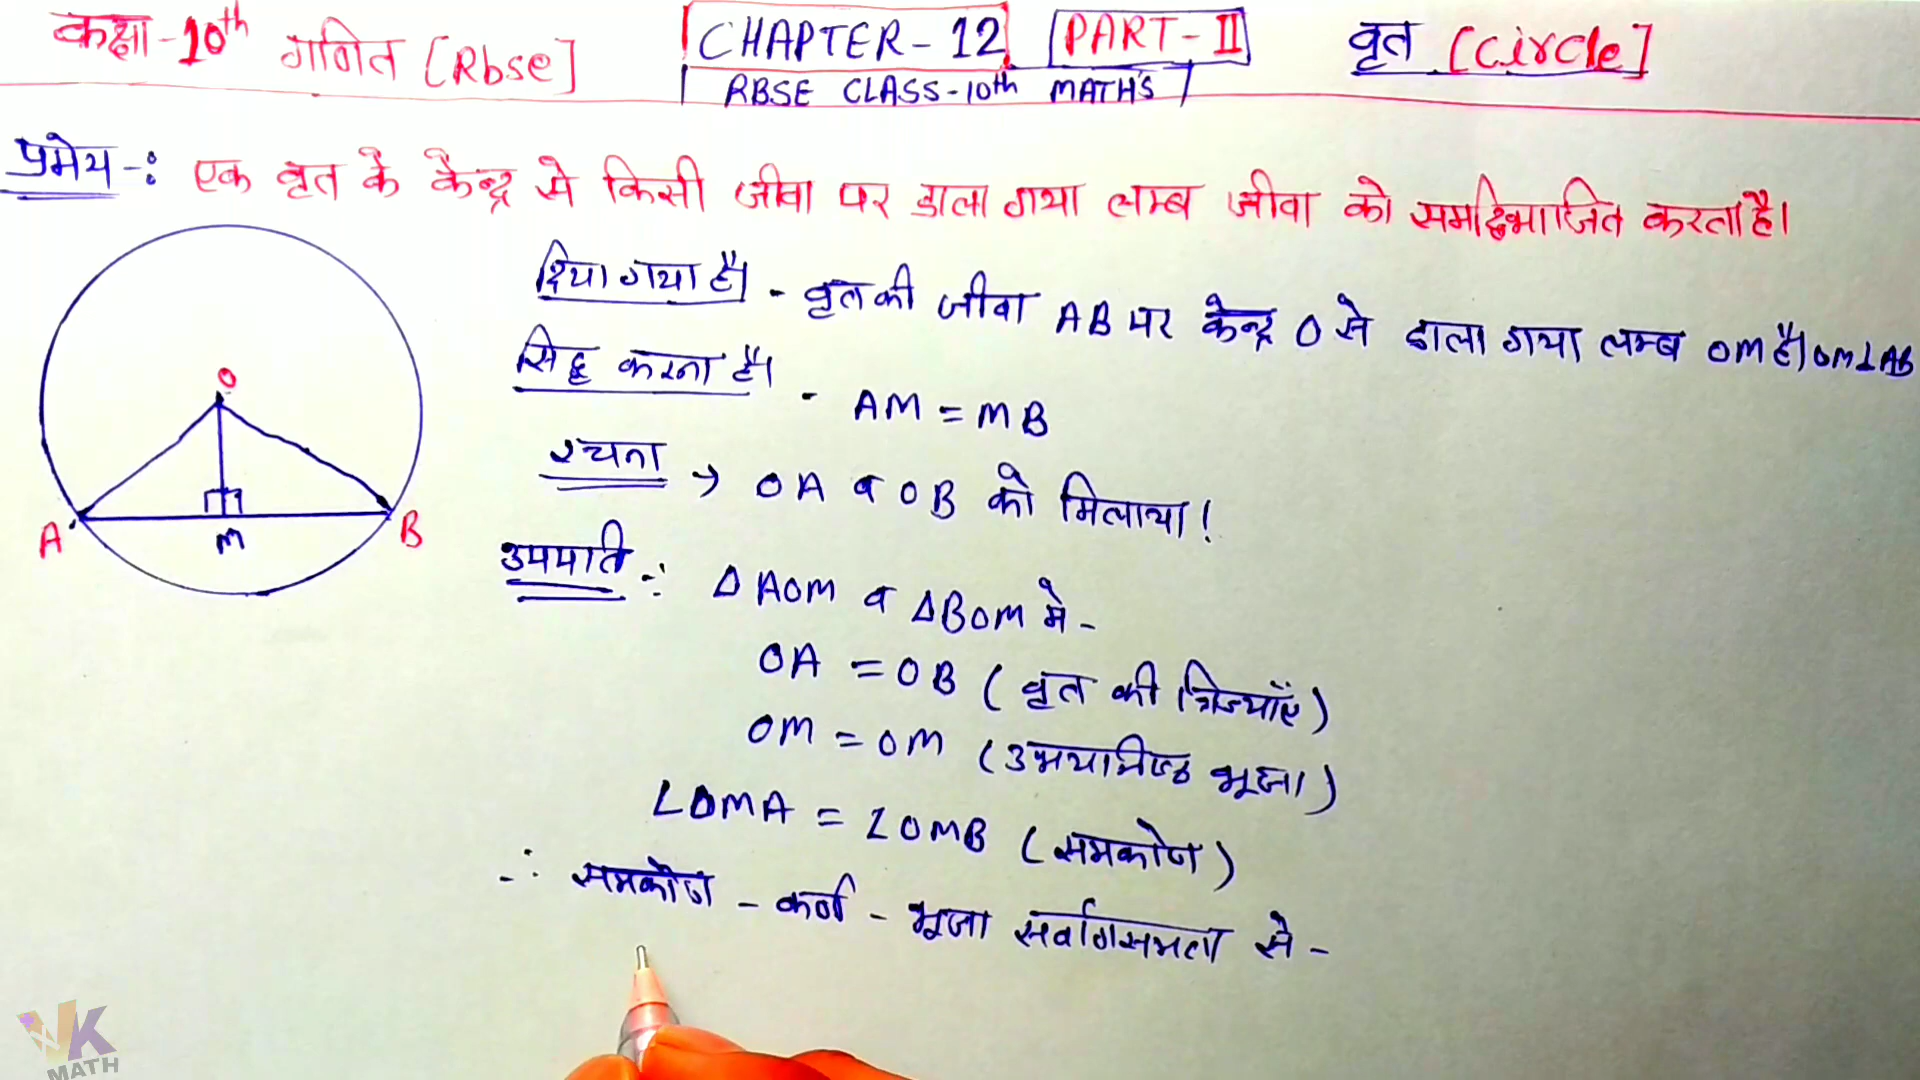 कक्षा-10th गणित [Rbse]
CHAPTER-12 PART-II
वृत [circle]
RBSE CLASS-10th MATH'S
प्रमेय-: एक वृत के केन्द्र से किसी जीवा पर डाला गया लम्ब जीवा को समद्विभाजित करता है।
दिया गया है। - वृत की जीवा AB पर केन्द्र O से डाला गया लम्ब OM है। OM⊥AB
सिद्ध करना है। - AM = MB
रचना → OA व OB को मिलाया।
उपपति -: ΔAOM व ΔBOM मे-
OA = OB (वृत की त्रिज्याएँ)
OM = OM (उभयनिष्ठ भूजा)
∠OMA = ∠OMB (समकोण)
∴ समकोण - कर्ण - भूजा सर्वागसमता से -
O
A
M
B
VK
MATH